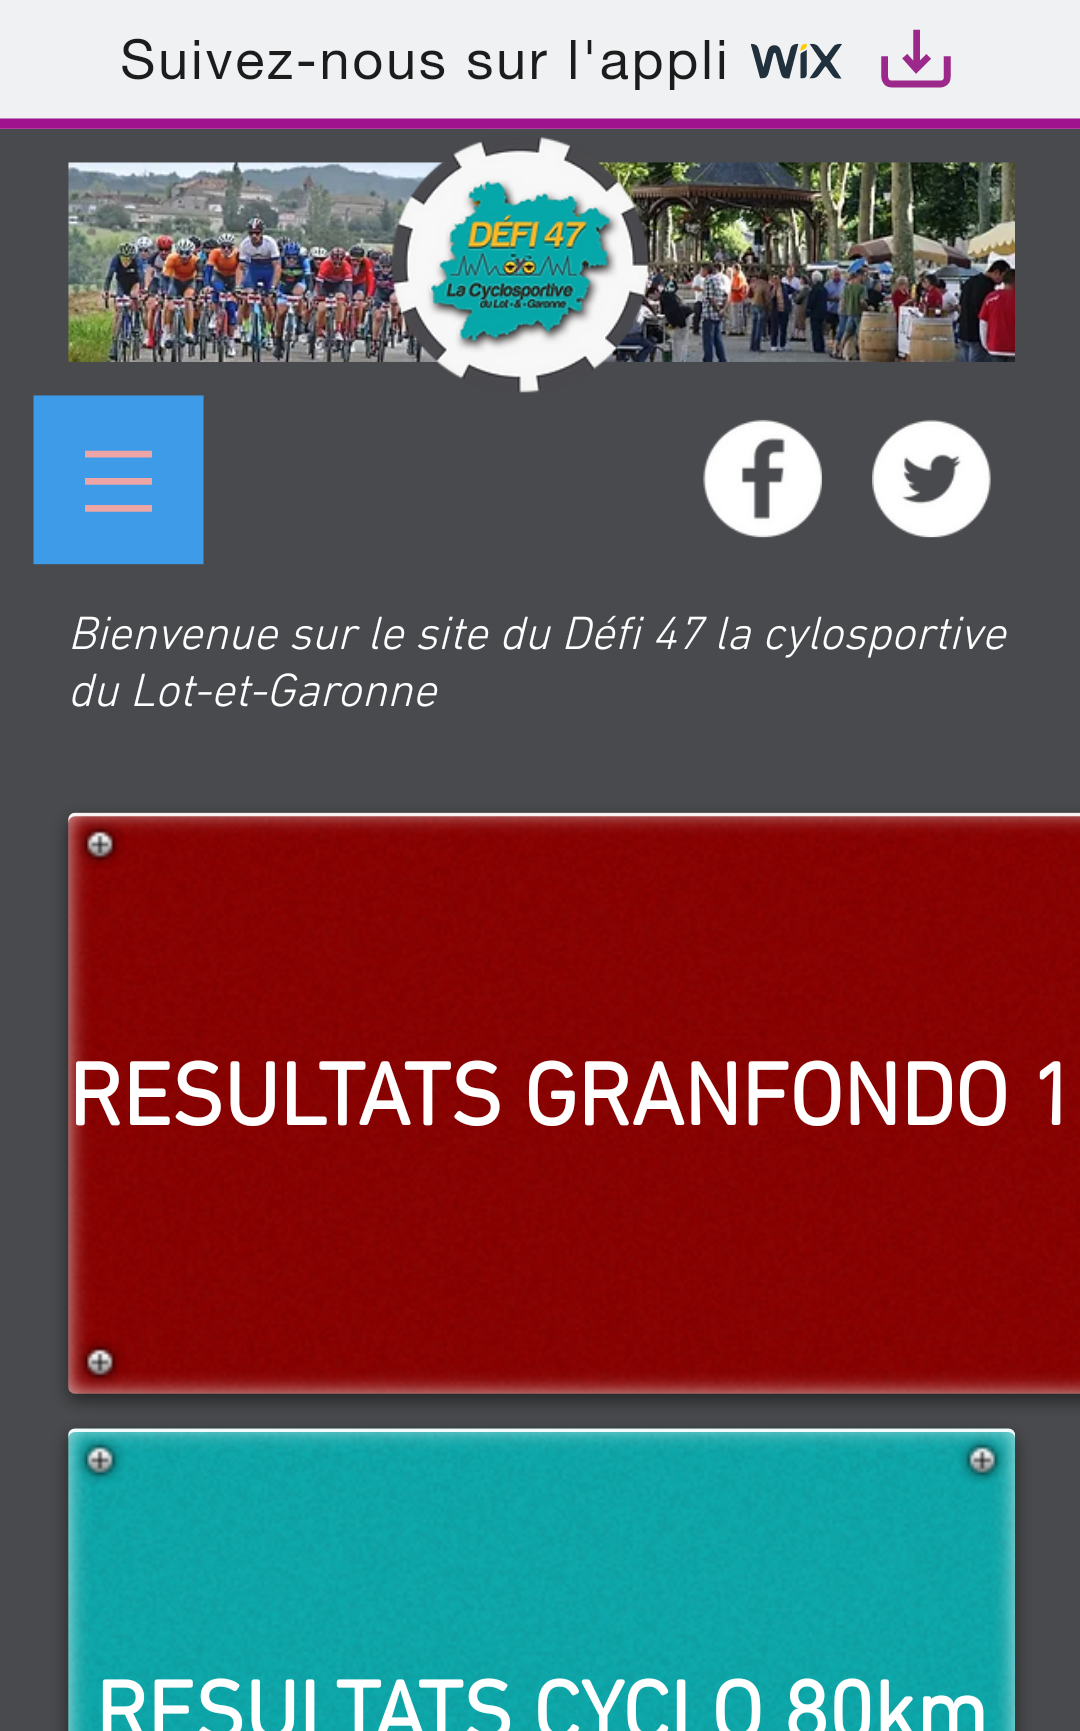 Suivez-nous sur l'appli WiX
DÉFI 47
La Cyclosportive
du Lot-&-Garonne
Bienvenue sur le site du Défi 47 la cylosportive
du Lot-et-Garonne
RESULTATS GRANFONDO 1
RESULTATS CYCLO 80km